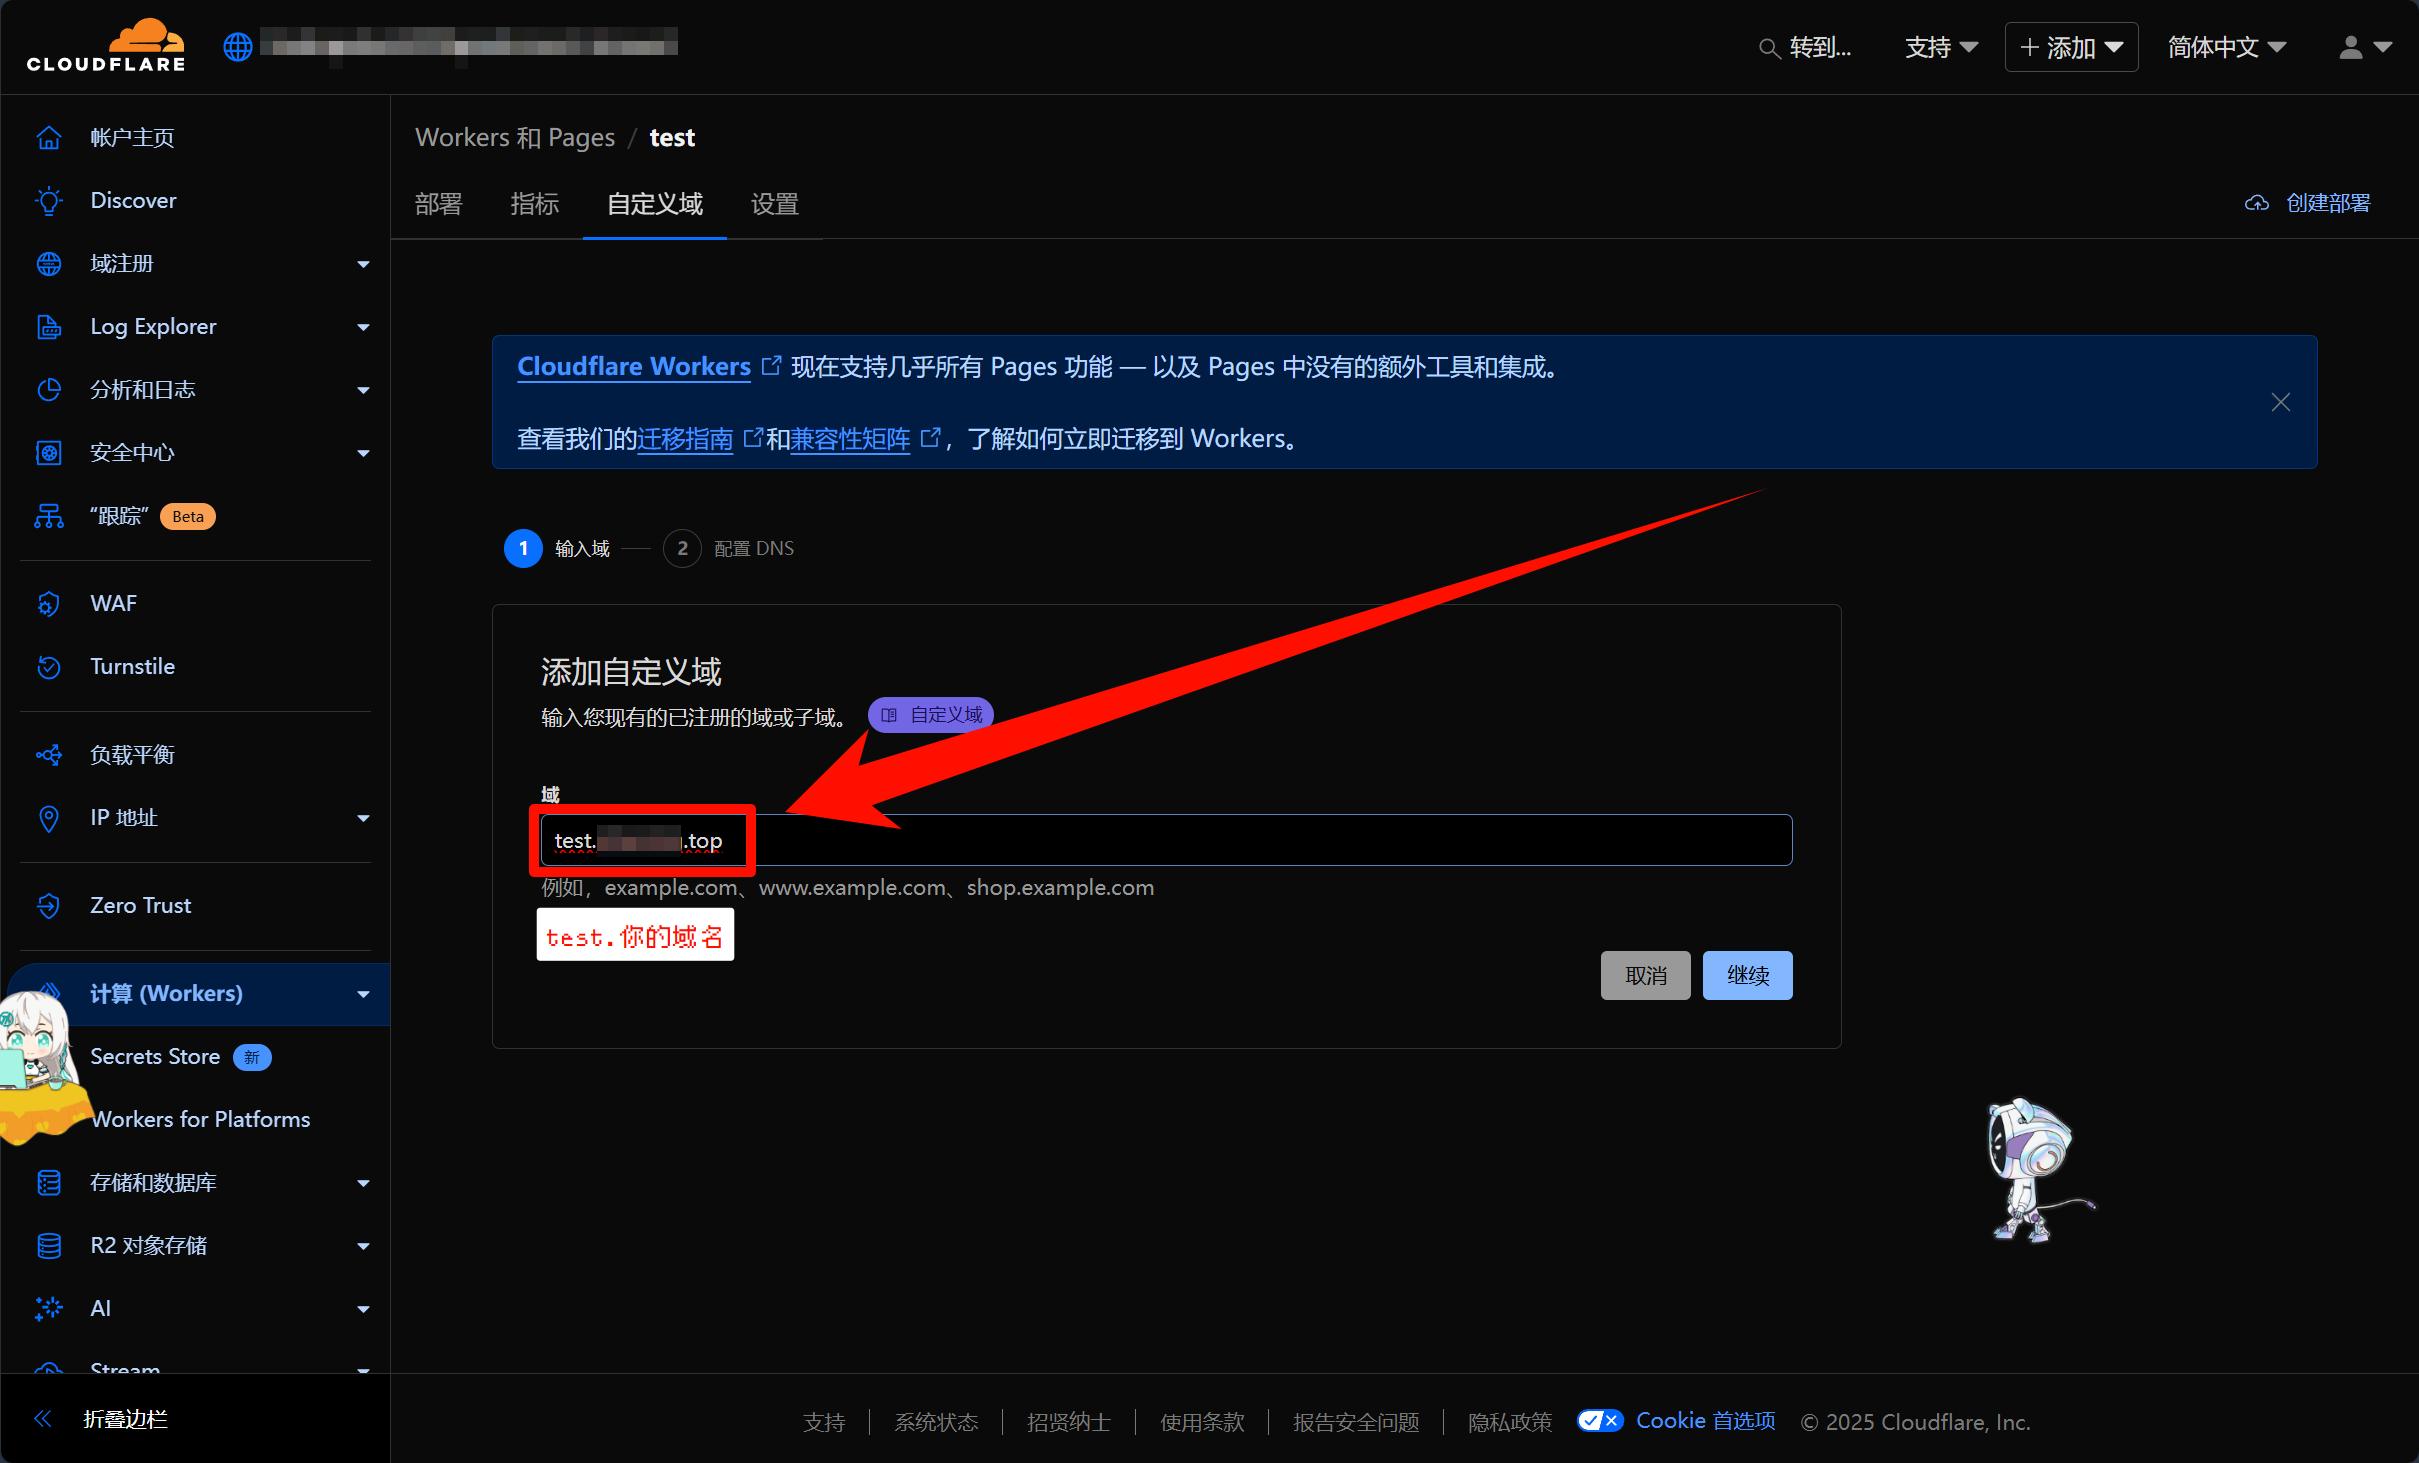 CLOUDFLARE
转到...
支持
添加
简体中文
帐户主页
Discover
域注册
Log Explorer
分析和日志
安全中心
“跟踪” Beta
WAF
Turnstile
负载平衡
IP 地址
Zero Trust
计算 (Workers)
Secrets Store 新
Workers for Platforms
存储和数据库
R2 对象存储
AI
Stream
折叠边栏
Workers 和 Pages / test
部署 指标 自定义域 设置
创建部署
Cloudflare Workers 现在支持几乎所有 Pages 功能 — 以及 Pages 中没有的额外工具和集成。
查看我们的迁移指南 和兼容性矩阵 ，了解如何立即迁移到 Workers。
1 输入域 2 配置 DNS
添加自定义域
输入您现有的已注册的域或子域。 自定义域
域
test. .top
例如，example.com、www.example.com、shop.example.com
test.你的域名
取消 继续
支持 系统状态 招贤纳士 使用条款 报告安全问题 隐私政策 Cookie 首选项 © 2025 Cloudflare, Inc.